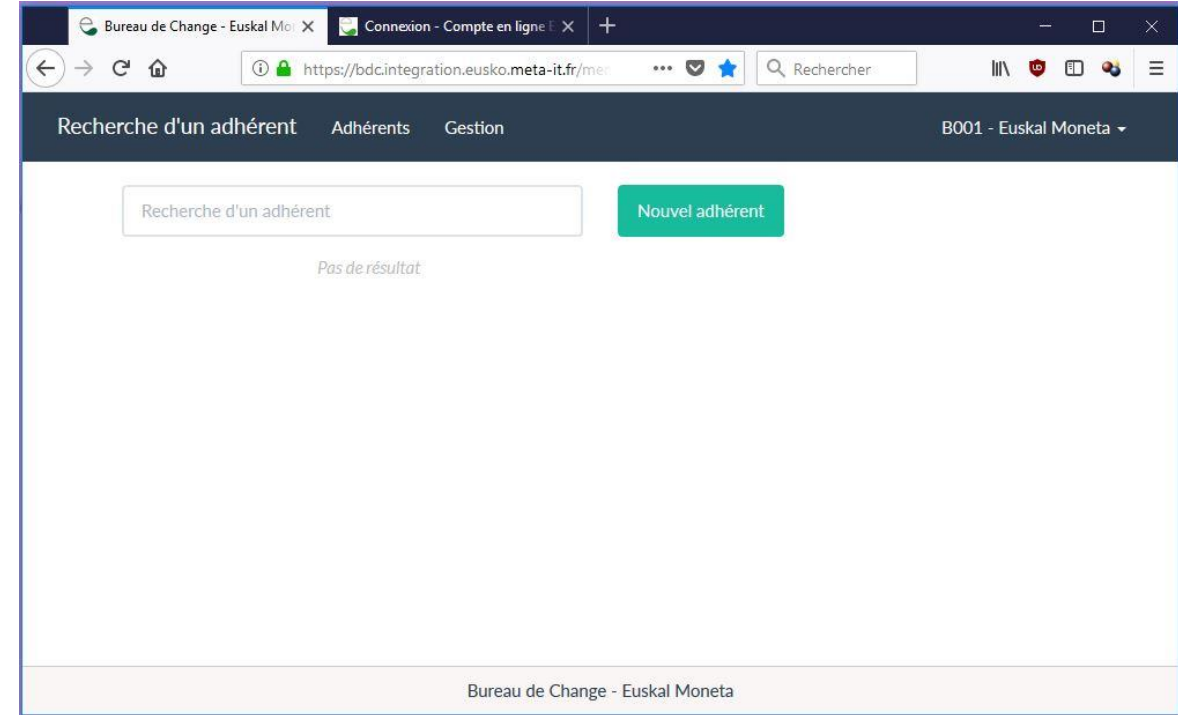 Bureau de Change - Euskal Mo
Connexion - Compte en ligne E
https://bdc.integration.eusko.meta-it.fr/me
Rechercher
Recherche d'un adhérent
Adhérents
Gestion
B001 - Euskal Moneta
Recherche d'un adhérent
Nouvel adhérent
Pas de résultat
Bureau de Change - Euskal Moneta